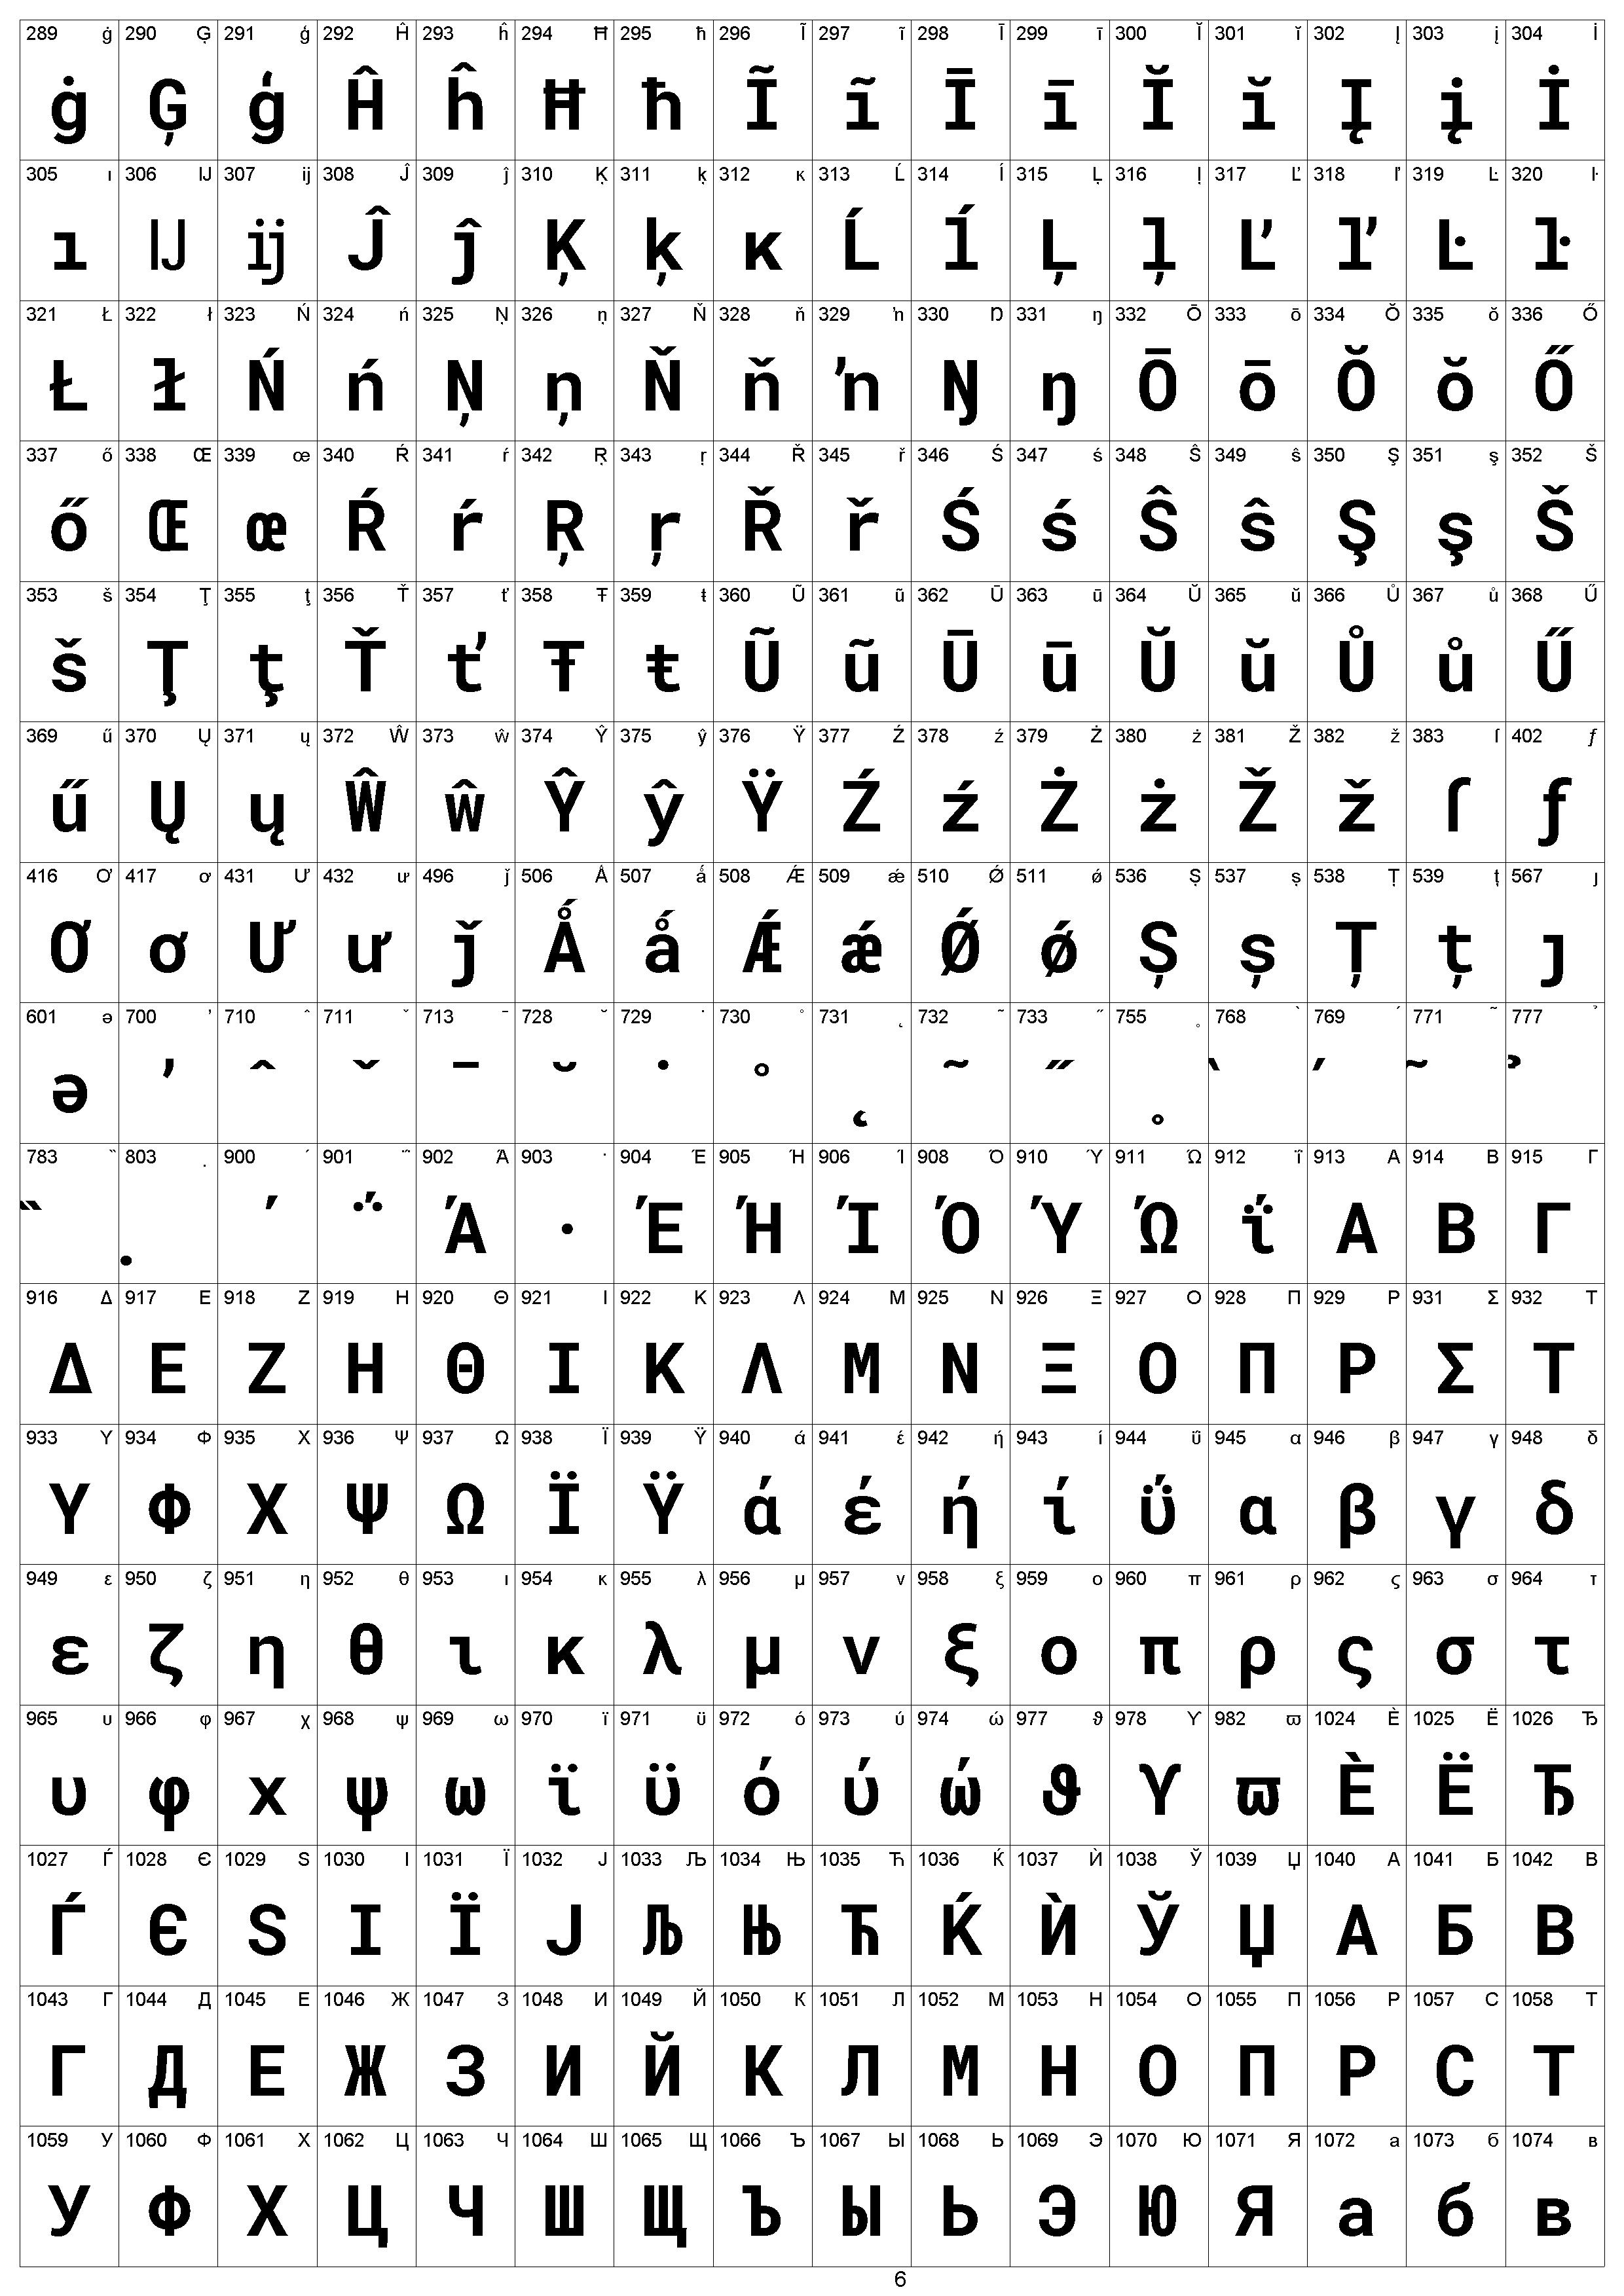 289 ġ 290 Ģ 291 ģ 292 Ĥ 293 ĥ 294 Ħ 295 ħ 296 Ĩ 297 ĩ 298 Ī 299 ī 300 Ĭ 301 ĭ 302 Į 303 į 304 İ
ġ Ģ ģ Ĥ ĥ Ħ ħ Ĩ ĩ Ī ī Ĭ ĭ Į į İ
305 ı 306 Ĳ 307 ĳ 308 Ĵ 309 ĵ 310 Ķ 311 ķ 312 ĸ 313 Ĺ 314 ĺ 315 Ļ 316 ļ 317 Ľ 318 ľ 319 Ŀ 320 ŀ
ı Ĳ ĳ Ĵ ĵ Ķ ķ ĸ Ĺ ĺ Ļ ļ Ľ ľ Ŀ ŀ
321 Ł 322 ł 323 Ń 324 ń 325 Ņ 326 ņ 327 Ň 328 ň 329 ŉ 330 Ŋ 331 ŋ 332 Ō 333 ō 334 Ŏ 335 ŏ 336 Ő
Ł ł Ń ń Ņ ņ Ň ň ŉ Ŋ ŋ Ō ō Ŏ ŏ Ő
337 ő 338 Œ 339 œ 340 Ŕ 341 ŕ 342 Ŗ 343 ŗ 344 Ř 345 ř 346 Ś 347 ś 348 Ŝ 349 ŝ 350 Ş 351 ş 352 Š
ő Œ œ Ŕ ŕ Ŗ ŗ Ř ř Ś ś Ŝ ŝ Ş ş Š
353 š 354 Ţ 355 ţ 356 Ť 357 ť 358 Ŧ 359 ŧ 360 Ũ 361 ũ 362 Ū 363 ū 364 Ŭ 365 ŭ 366 Ů 367 ů 368 Ű
š Ţ ţ Ť ť Ŧ ŧ Ũ ũ Ū ū Ŭ ŭ Ů ů Ű
369 ű 370 Ų 371 ų 372 Ŵ 373 ŵ 374 Ŷ 375 ŷ 376 Ÿ 377 Ź 378 ź 379 Ż 380 ż 381 Ž 382 ž 383 ſ 402 ƒ
ű Ų ų Ŵ ŵ Ŷ ŷ Ÿ Ź ź Ż ż Ž ž ſ ƒ
416 Ơ 417 ơ 431 Ư 432 ư 496 ǰ 506 Ǻ 507 ǻ 508 Ǽ 509 ǽ 510 Ǿ 511 ǿ 536 Ș 537 ș 538 Ț 539 ț 567 ȷ
Ơ ơ Ư ư ǰ Ǻ ǻ Ǽ ǽ Ǿ ǿ Ș ș Ț ț ȷ
601 ə 700 ʼ 710 ˆ 711 ˇ 713 ˉ 728 ˘ 729 ˙ 730 ˚ 731 ˛ 732 ˜ 733 ˝ 755 ˳ 768 ̀ 769 ́ 771 ̃ 777 ̉
ə ʼ ˆ ˇ ˉ ˘ ˙ ˚ ˛ ˜ ˝ ˳ ̀ ́ ̃ ̉
783 ̏ 803 ̣ 900 ΄ 901 ΅ 902 Ά 903 · 904 Έ 905 Ή 906 Ί 908 Ό 910 Ύ 911 Ώ 912 ΐ 913 Α 914 Β 915 Γ
̏ ̣ ΄ ΅ Ά · Έ Ή Ί Ό Ύ Ώ ΐ Α Β Γ
916 Δ 917 Ε 918 Ζ 919 Η 920 Θ 921 Ι 922 Κ 923 Λ 924 Μ 925 Ν 926 Ξ 927 Ο 928 Π 929 Ρ 931 Σ 932 Τ
Δ Ε Ζ Η Θ Ι Κ Λ Μ Ν Ξ Ο Π Ρ Σ Τ
933 Υ 934 Φ 935 Χ 936 Ψ 937 Ω 938 Ϊ 939 Ϋ 940 ά 941 έ 942 ή 943 ί 944 ΰ 945 α 946 β 947 γ 948 δ
Υ Φ Χ Ψ Ω Ϊ Ϋ ά έ ή ί ΰ α β γ δ
949 ε 950 ζ 951 η 952 θ 953 ι 954 κ 955 λ 956 μ 957 ν 958 ξ 959 ο 960 π 961 ρ 962 ς 963 σ 964 τ
ε ζ η θ ι κ λ μ ν ξ ο π ρ ς σ τ
965 υ 966 φ 967 χ 968 ψ 969 ω 970 ϊ 971 ϋ 972 ό 973 ύ 974 ώ 977 ϑ 978 ϒ 982 ϖ 1024 Ѐ 1025 Ё 1026 Ђ
υ φ χ ψ ω ϊ ϋ ό ύ ώ ϑ ϒ ϖ Ѐ Ё Ђ
1027 Ѓ 1028 Є 1029 Ѕ 1030 І 1031 Ї 1032 Ј 1033 Љ 1034 Њ 1035 Ћ 1036 Ќ 1037 Ѝ 1038 Ў 1039 Џ 1040 А 1041 Б 1042 В
Ѓ Є Ѕ І Ї Ј Љ Њ Ћ Ќ Ѝ Ў Џ А Б В
1043 Г 1044 Д 1045 Е 1046 Ж 1047 З 1048 И 1049 Й 1050 К 1051 Л 1052 М 1053 Н 1054 О 1055 П 1056 Р 1057 С 1058 Т
Г Д Е Ж З И Й К Л М Н О П Р С Т
1059 У 1060 Ф 1061 Х 1062 Ц 1063 Ч 1064 Ш 1065 Щ 1066 Ъ 1067 Ы 1068 Ь 1069 Э 1070 Ю 1071 Я 1072 а 1073 б 1074 в
У Ф Х Ц Ч Ш Щ Ъ Ы Ь Э Ю Я а б в
6